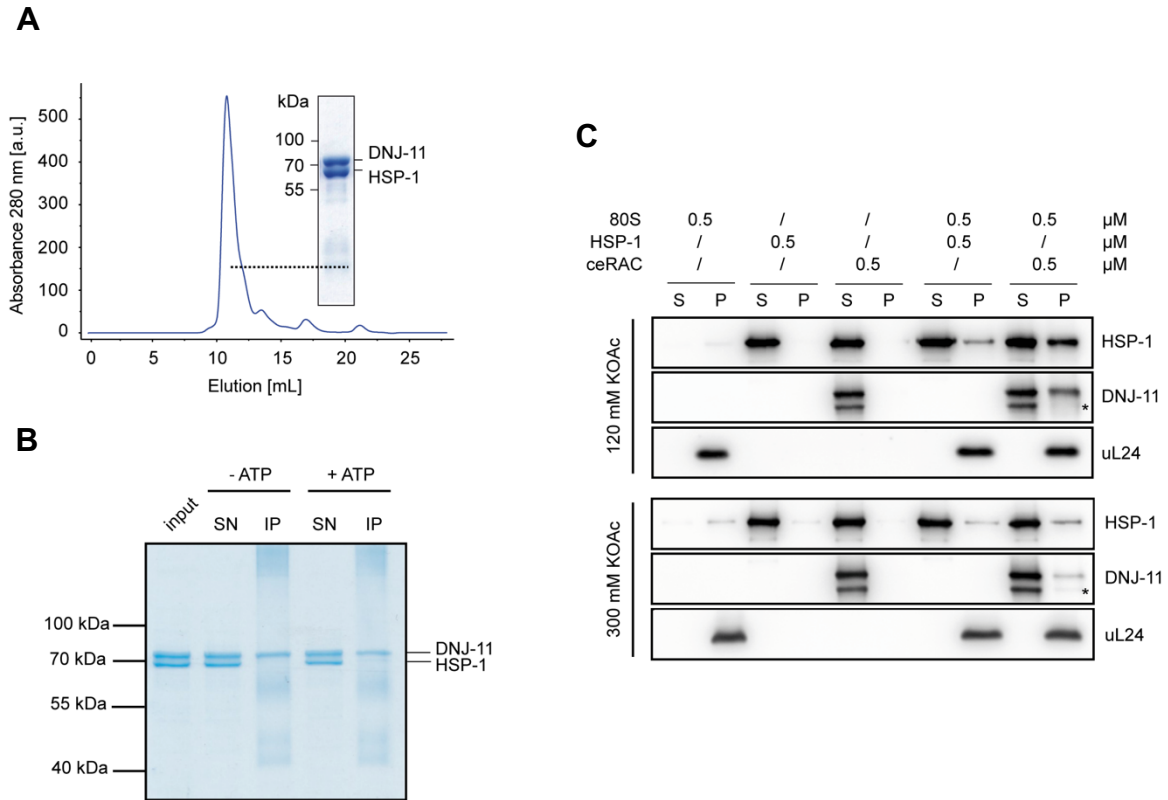 A
Absorbance 280 nm [a.u.]
500
400
300
200
100
0
0 5 10 15 20 25
Elution [mL]
kDa
100
70
55
DNJ-11
HSP-1
B
- ATP + ATP
input SN IP SN IP
100 kDa
70 kDa
55 kDa
40 kDa
DNJ-11
HSP-1
C
80S 0.5 / / 0.5 0.5 µM
HSP-1 / 0.5 / 0.5 / µM
ceRAC / / 0.5 / 0.5 µM
S P S P S P S P S P
120 mM KOAc
HSP-1
DNJ-11
*
uL24
300 mM KOAc
HSP-1
DNJ-11
*
uL24